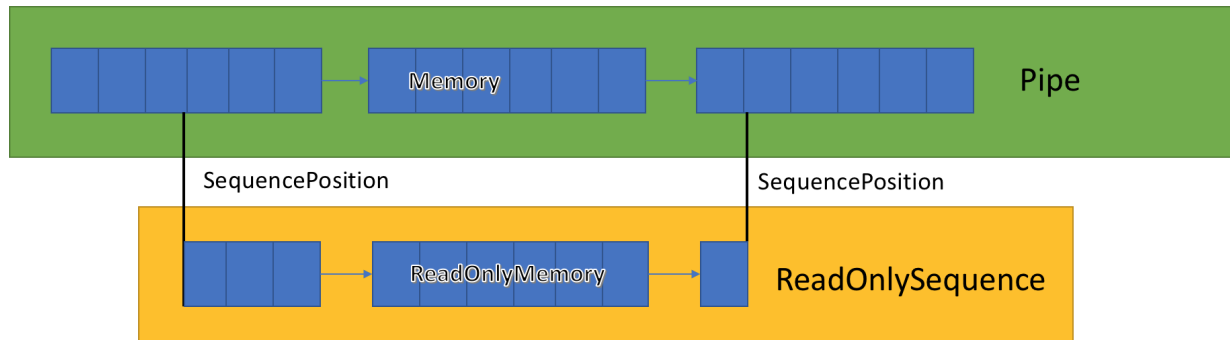 Memory
Pipe
SequencePosition
SequencePosition
ReadOnlyMemory
ReadOnlySequence